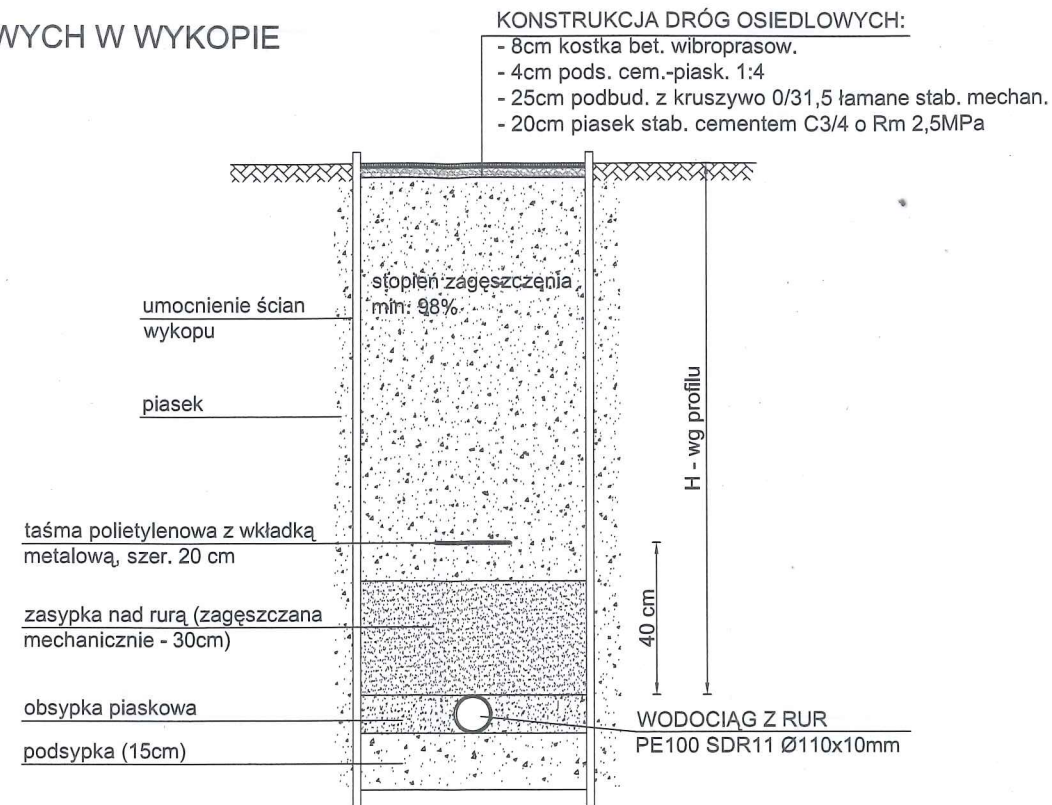 WYCH W WYKOPIE
KONSTRUKCJA DRÓG OSIEDLOWYCH:
- 8cm kostka bet. wibroprasow.
- 4cm pods. cem.-piask. 1:4
- 25cm podbud. z kruszywo 0/31,5 łamane stab. mechan.
- 20cm piasek stab. cementem C3/4 o Rm 2,5MPa
stopień zagęszczenia
min. 98%
umocnienie ścian
wykopu
piasek
H - wg profilu
taśma polietylenowa z wkładką
metalową, szer. 20 cm
40 cm
zasypka nad rurą (zagęszczana
mechanicznie - 30cm)
obsypka piaskowa
WODOCIĄG Z RUR
PE100 SDR11 Ø110x10mm
podsypka (15cm)